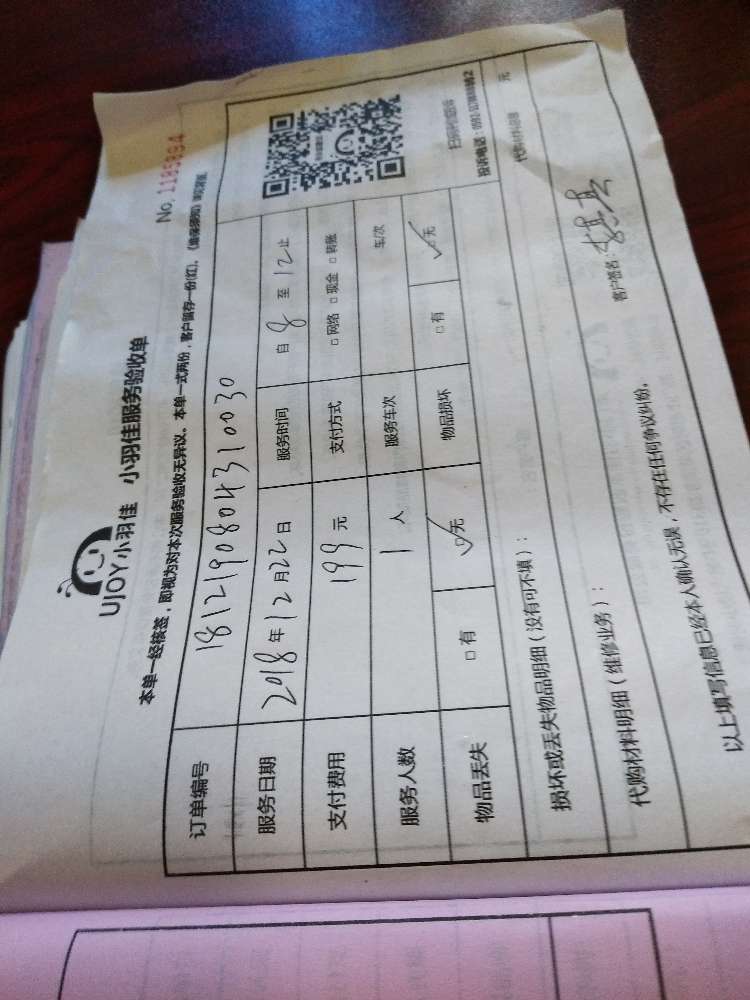 UJOY小羽佳 小羽佳服务验收单
No. 1185894
本单一经核签，即视为对本次服务验收无异议。本单一式两份，客户留存一份(红)，
订单编号 181219080431003​0
服务日期 2018年12月22日 服务时间 自 8 至 12 止
支付费用 199 元 支付方式 □网络 □现金 □转账
服务人数 1 人 服务车次 车/次
物品丢失 □有 ☑无 物品损坏 □有 ☑无
投诉电话：
损坏或丢失物品明细（没有可不填）：
代购材料明细（维修业务）： 元
以上填写信息已经本人确认无误，不存在任何争议纠纷。 客户签名：